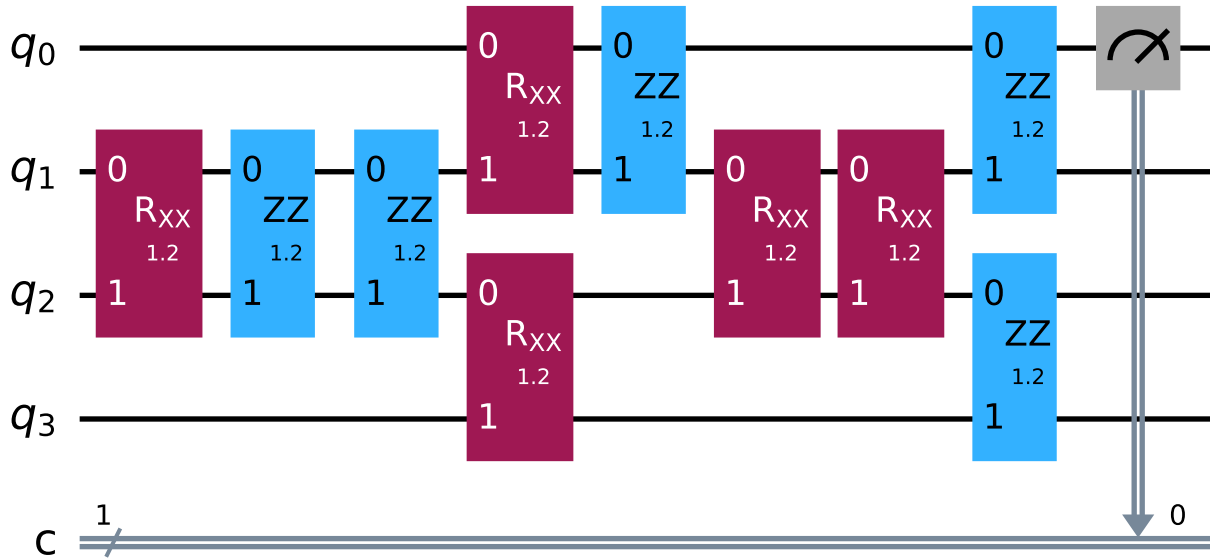 q0 0 0 0
RXX ZZ ZZ
1.2 1.2 1.2
q1 0 0 0 1 1 0 0 1
RXX ZZ ZZ RXX RXX
1.2 1.2 1.2 1.2 1.2
q2 1 1 1 0 1 1 0
RXX ZZ
1.2 1.2
q3 1 1
1 0
c